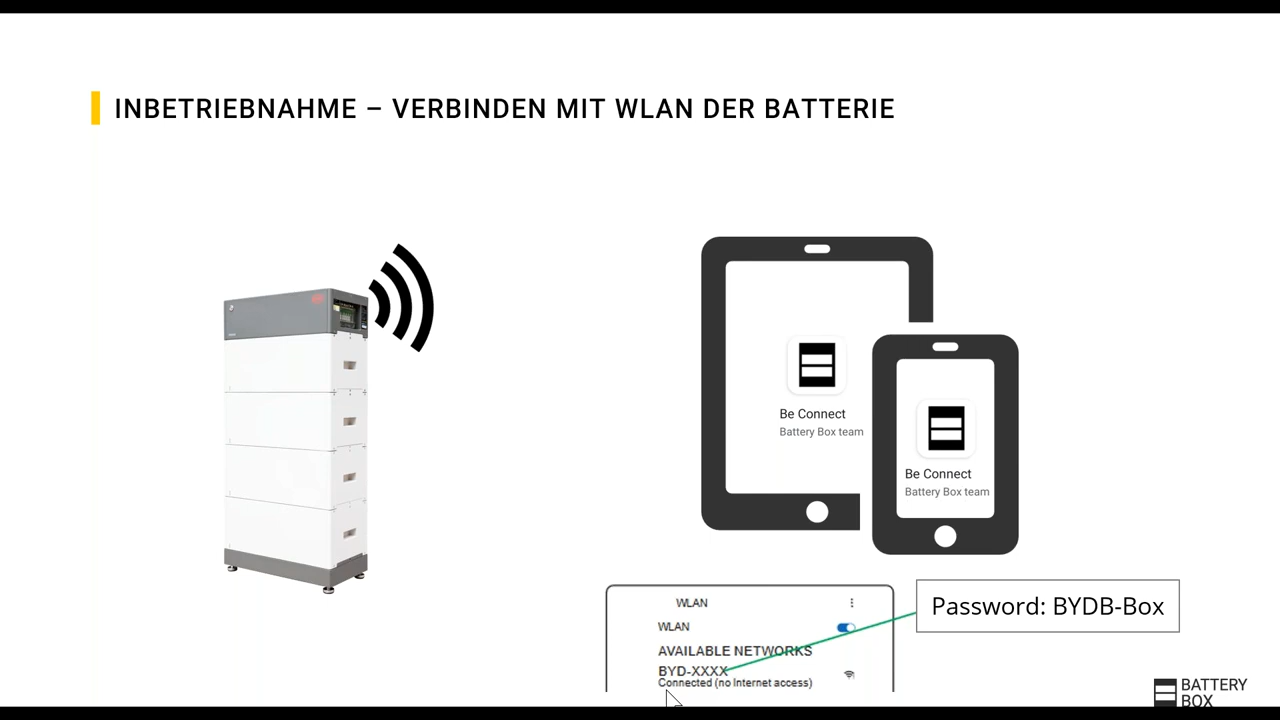 INBETRIEBNAHME – VERBINDEN MIT WLAN DER BATTERIE
Be Connect
Battery Box team
Be Connect
Battery Box team
WLAN
WLAN
AVAILABLE NETWORKS
BYD-XXXX
Connected (no Internet access)
Password: BYDB-Box
BATTERY
BOX